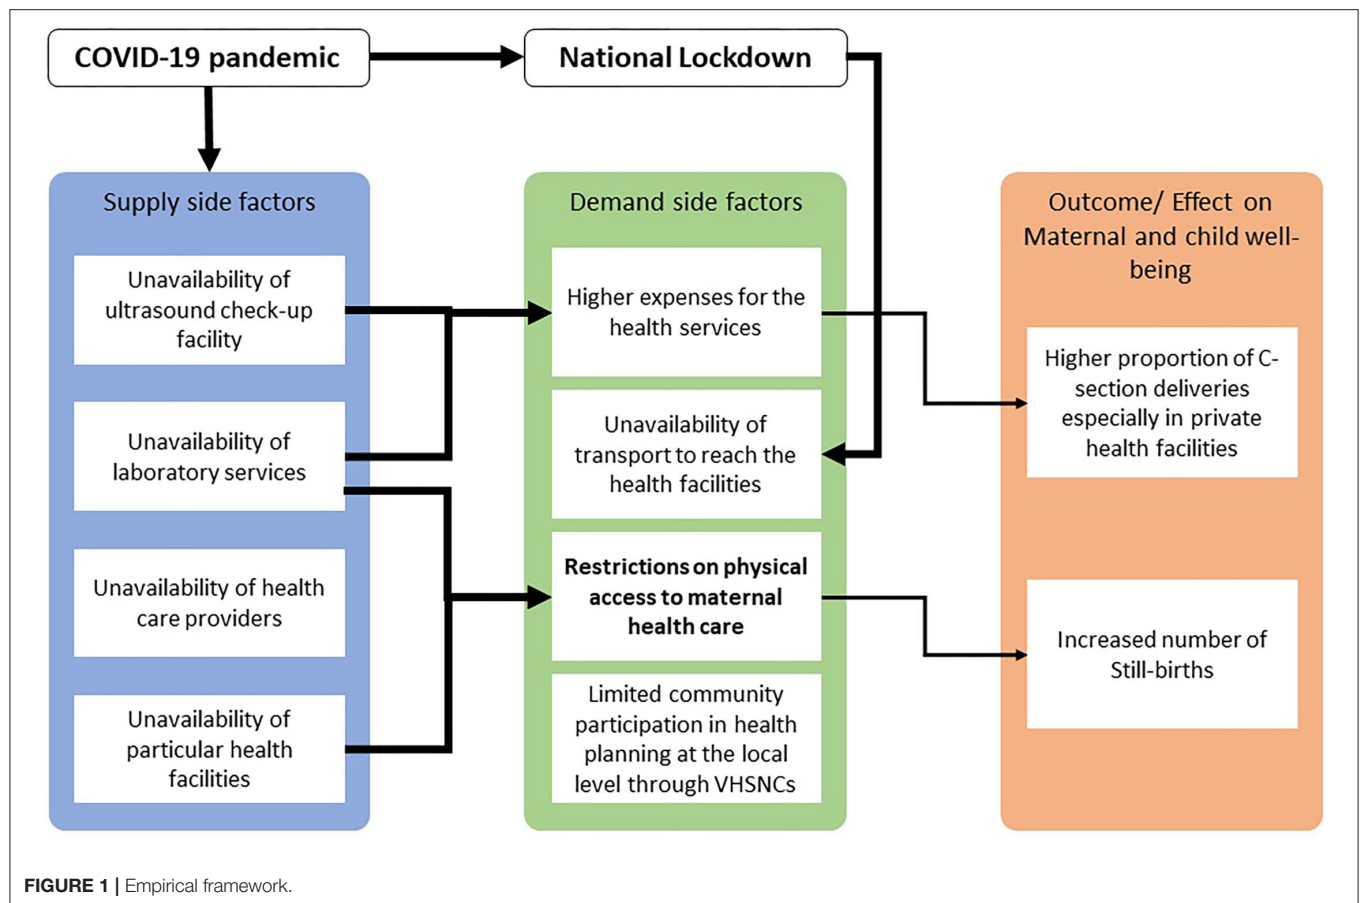 COVID-19 pandemic
National Lockdown
Supply side factors
Unavailability of
ultrasound check-up
facility
Unavailability of
laboratory services
Unavailability of health
care providers
Unavailability of
particular health
facilities
Demand side factors
Higher expenses for the
health services
Unavailability of
transport to reach the
health facilities
Restrictions on physical
access to maternal
health care
Limited community
participation in health
planning at the local
level through VHSNCs
Outcome/ Effect on
Maternal and child well-
being
Higher proportion of C-
section deliveries
especially in private
health facilities
Increased number of
Still-births
FIGURE 1 | Empirical framework.